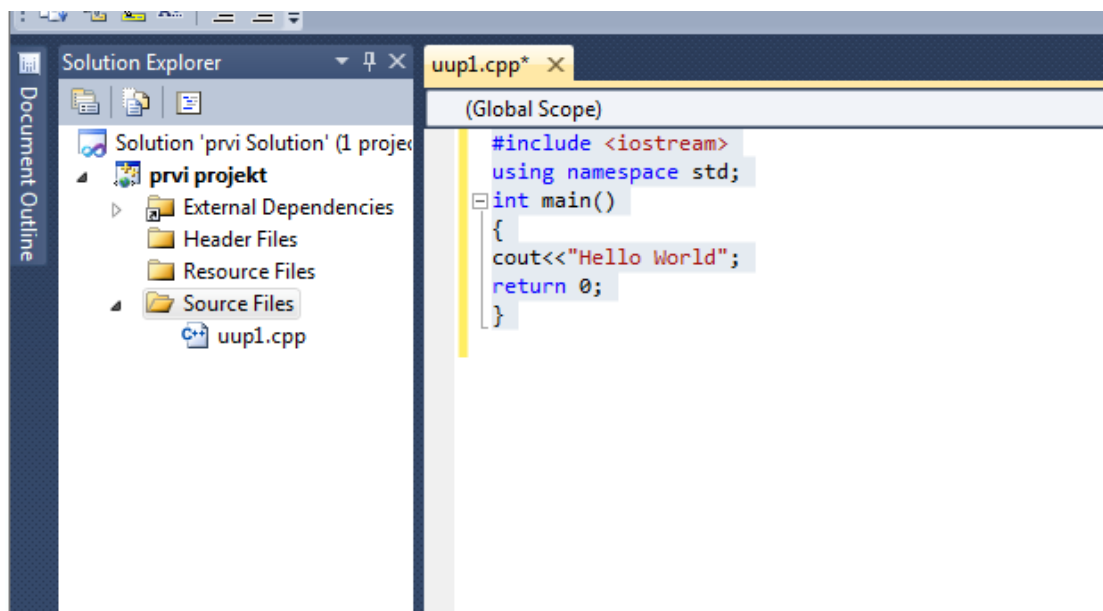 Document Outline
Solution Explorer
Solution 'prvi Solution' (1 projec
prvi projekt
External Dependencies
Header Files
Resource Files
Source Files
uup1.cpp
uup1.cpp*
(Global Scope)
#include <iostream>
using namespace std;
int main()
{
cout<<"Hello World";
return 0;
}